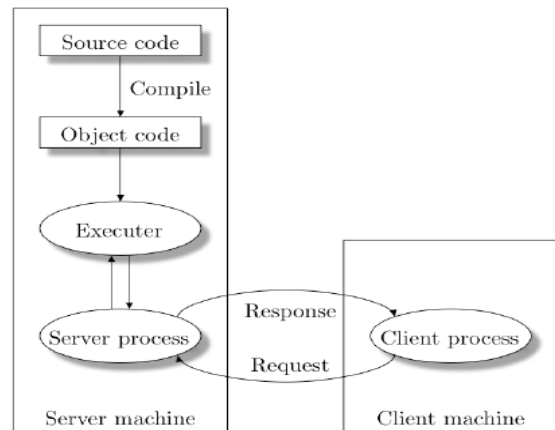 Source code
Compile
Object code
Executer
Response
Server process
Client process
Request
Server machine
Client machine